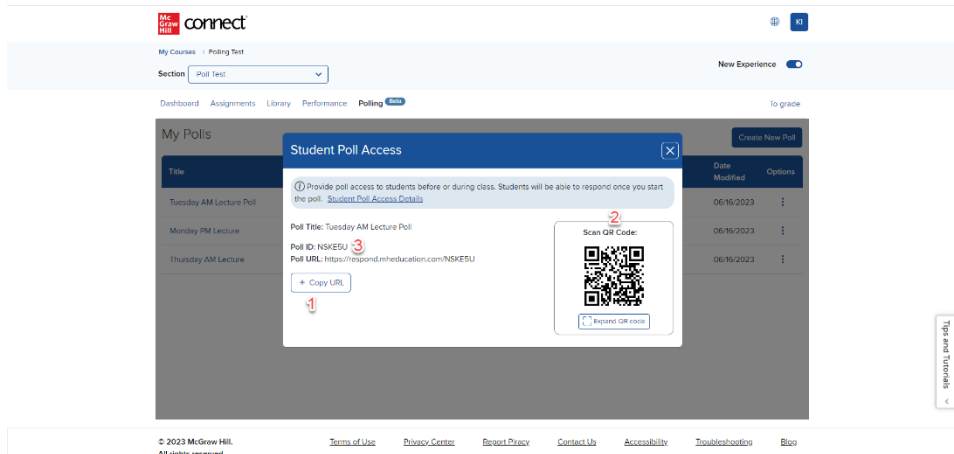 Mc
Graw
Hill
connect
KI
My Courses
Polling Test
Section
Poll Test
New Experience
Dashboard Assignments Library Performance Polling Beta
To grade
My Polls
Create New Poll
Title
Date Modified
Options
Student Poll Access
Provide poll access to students before or during class. Students will be able to respond once you start
the poll. Student Poll Access Details
Tuesday AM Lecture Poll
06/16/2023
Monday PM Lecture
06/16/2023
Thursday AM Lecture
06/16/2023
Poll Title: Tuesday AM Lecture Poll
Poll ID: NSKE5U 3
Poll URL: https://respond.mheducation.com/NSKE5U
+ Copy URL
1
2
Scan QR Code:
Expand QR code
Tips and Tutorials
© 2023 McGraw Hill.
All rights reserved
Terms of Use Privacy Center Report Piracy Contact Us Accessibility Troubleshooting Blog